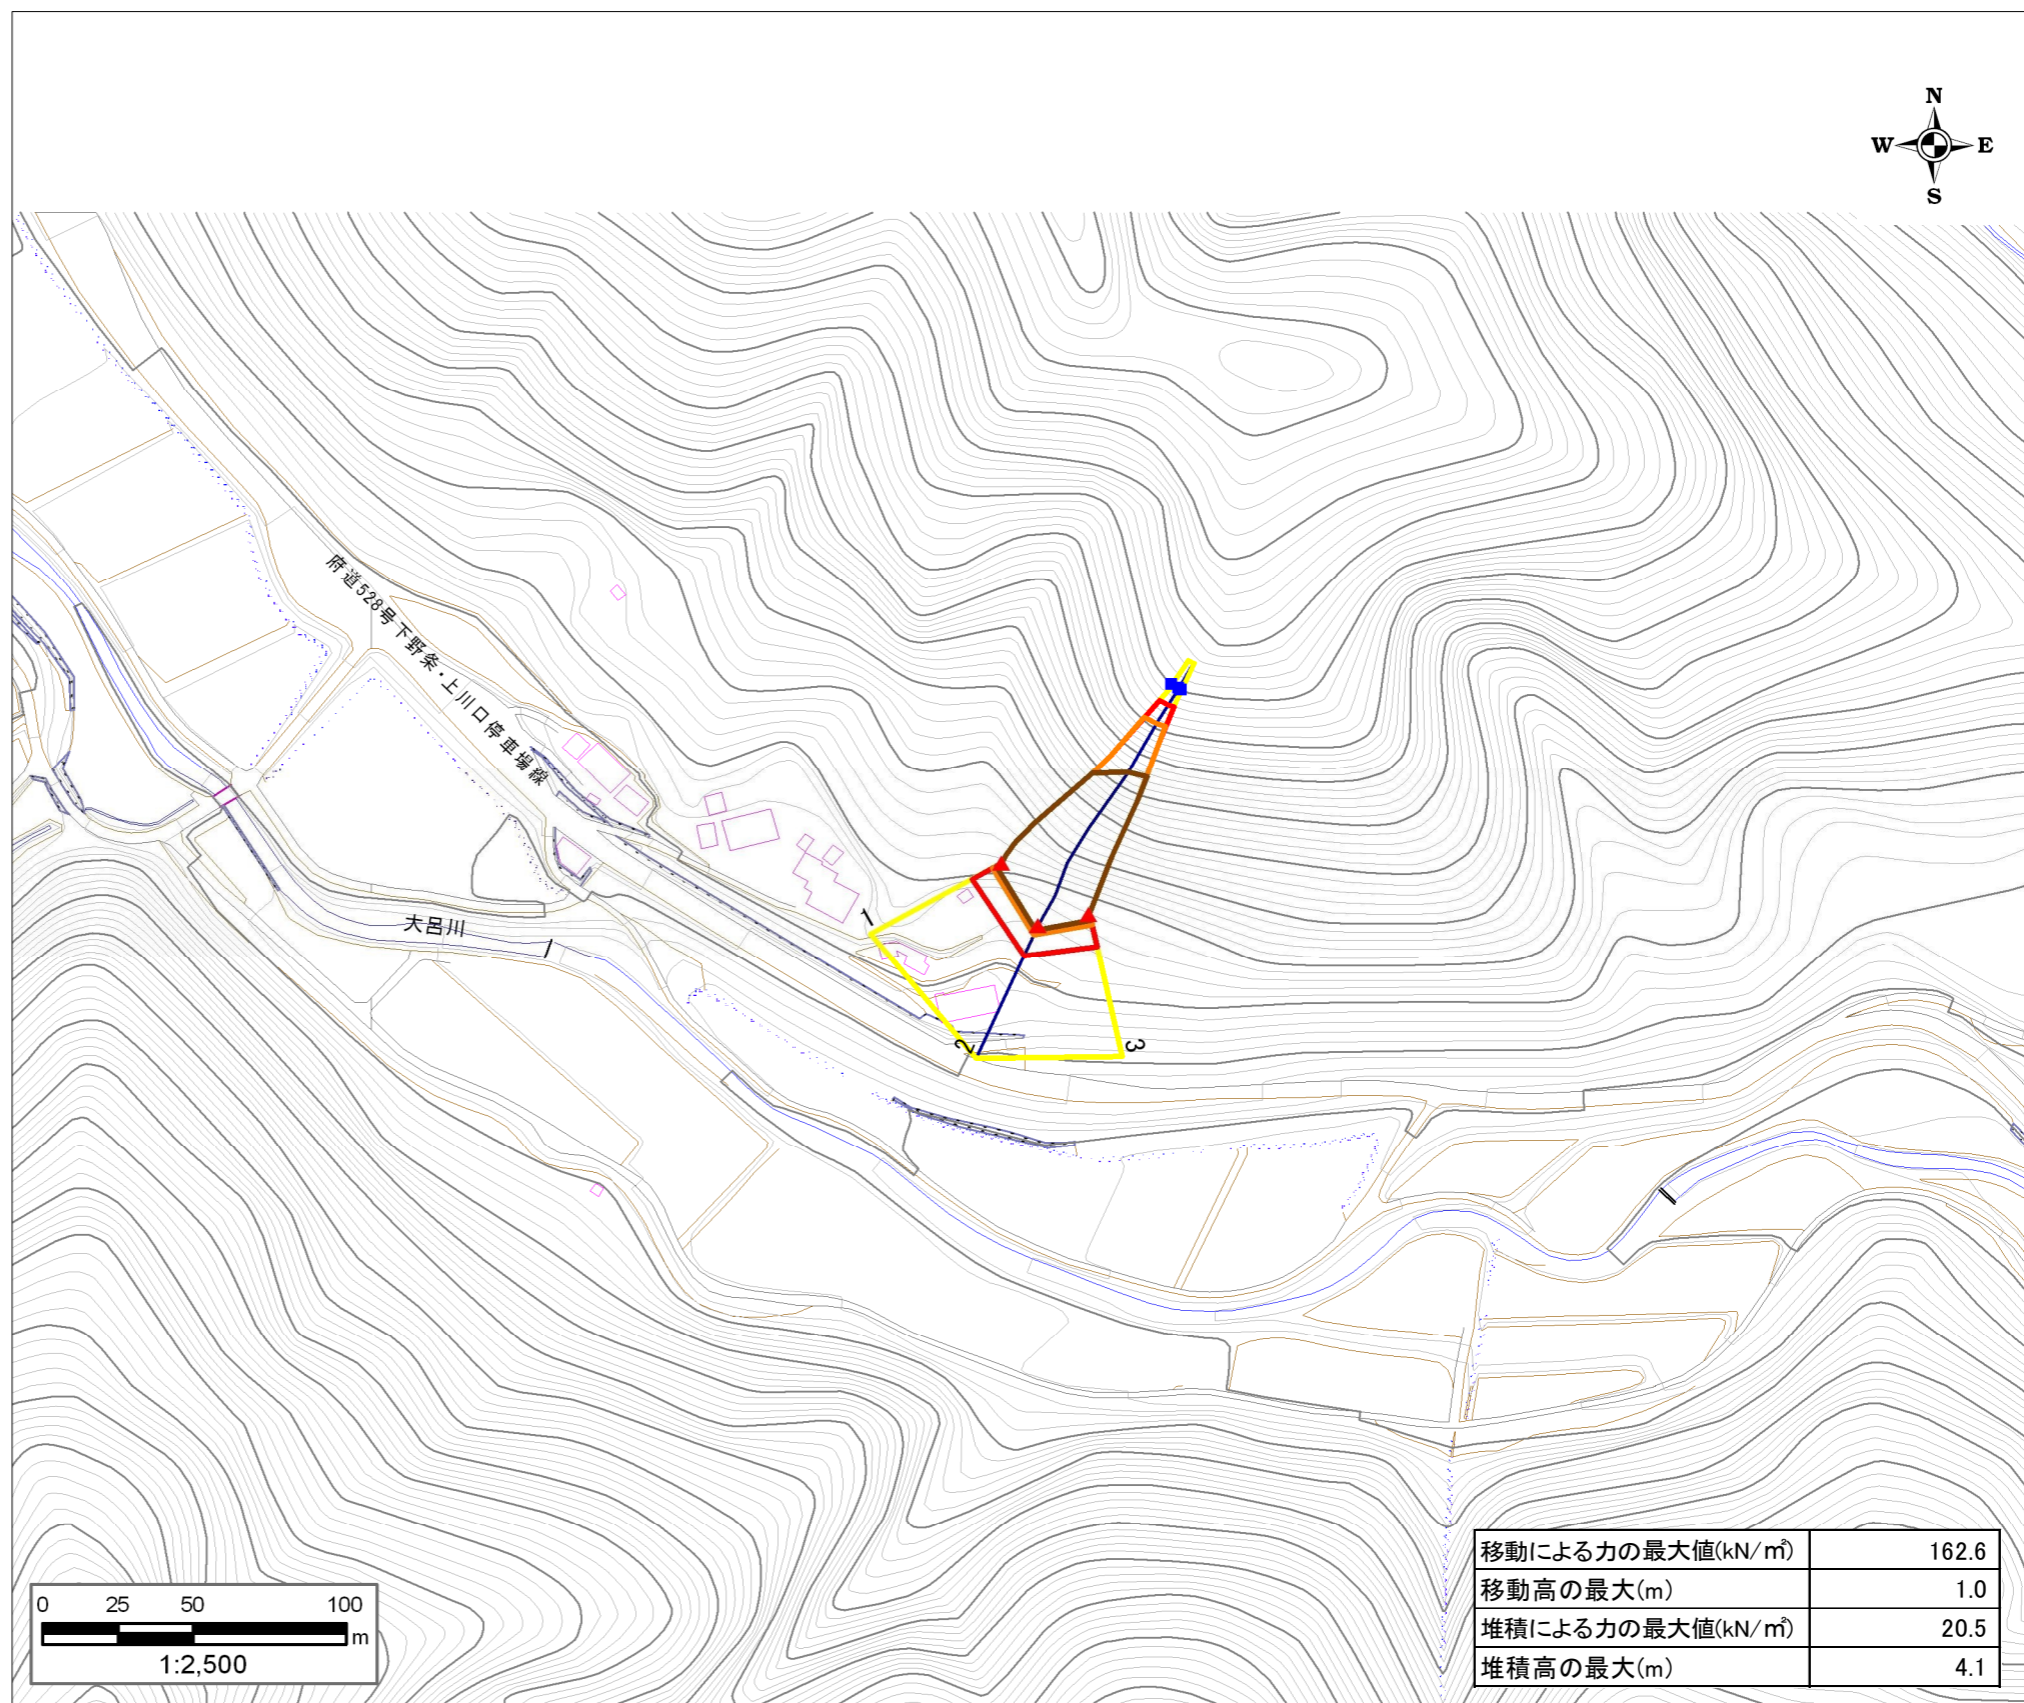 N
W E
S
府道528号下野条・上川口停車場線
大呂川
1
2
3
移動による力の最大値(kN/㎡) 162.6
移動高の最大(m) 1.0
堆積による力の最大値(kN/㎡) 20.5
堆積高の最大(m) 4.1
0 25 50 100
m
1:2,500